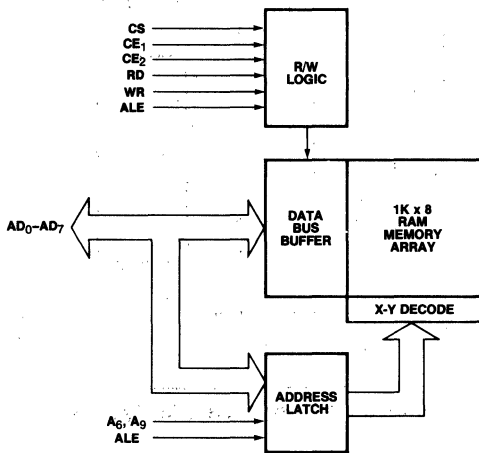 CS
CE₁
CE₂
RD
WR
ALE
R/W
LOGIC
AD₀–AD₇
DATA
BUS
BUFFER
1K x 8
RAM
MEMORY
ARRAY
X-Y DECODE
ADDRESS
LATCH
A₆, A₉
ALE